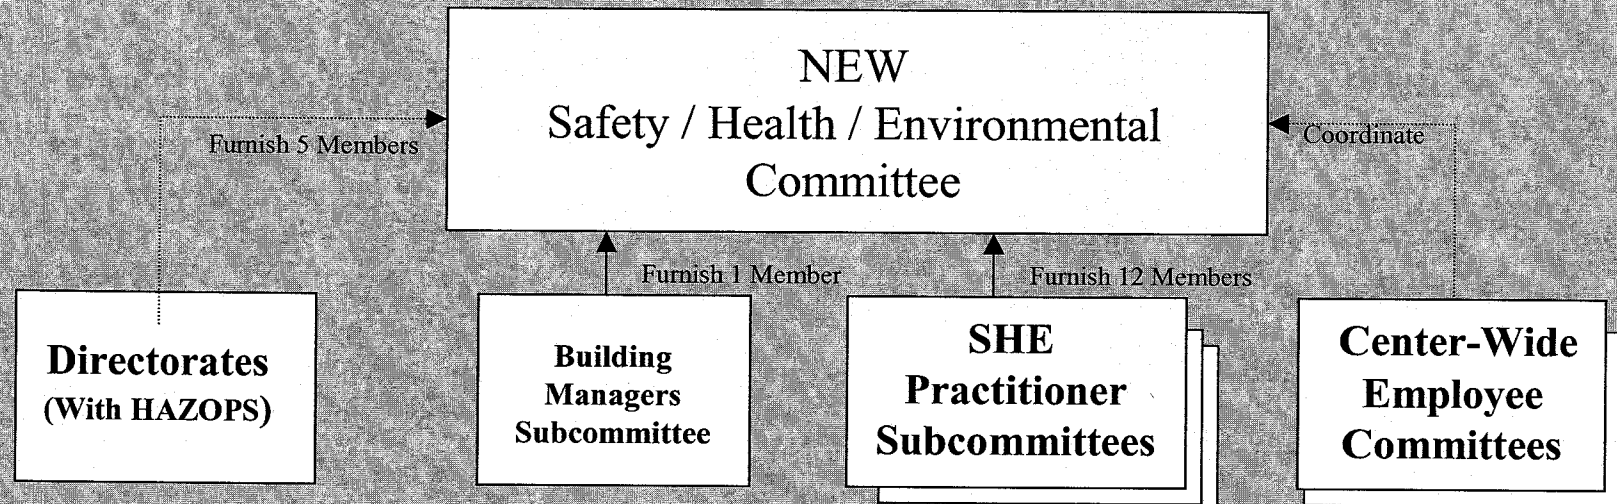 NEW
Safety / Health / Environmental
Committee
Furnish 5 Members
Coordinate
Furnish 1 Member
Furnish 12 Members
Directorates
(With HAZOPS)
Building
Managers
Subcommittee
SHE
Practitioner
Subcommittees
Center-Wide
Employee
Committees